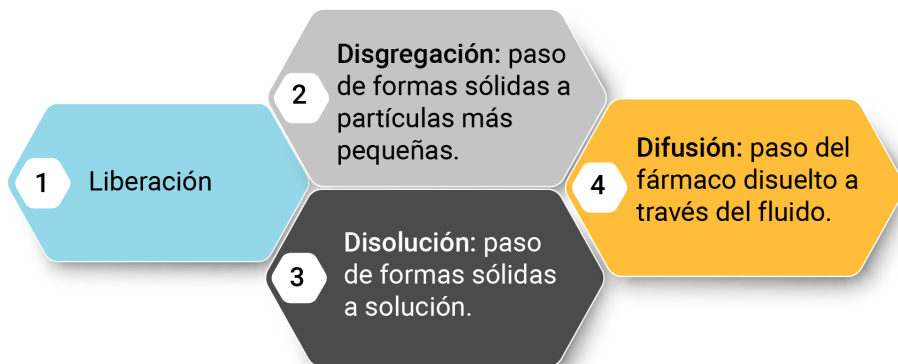 1
Liberación
2
Disgregación: paso
de formas sólidas a
partículas más
pequeñas.
3
Disolución: paso
de formas sólidas
a solución.
4
Difusión: paso del
fármaco disuelto a
través del fluido.